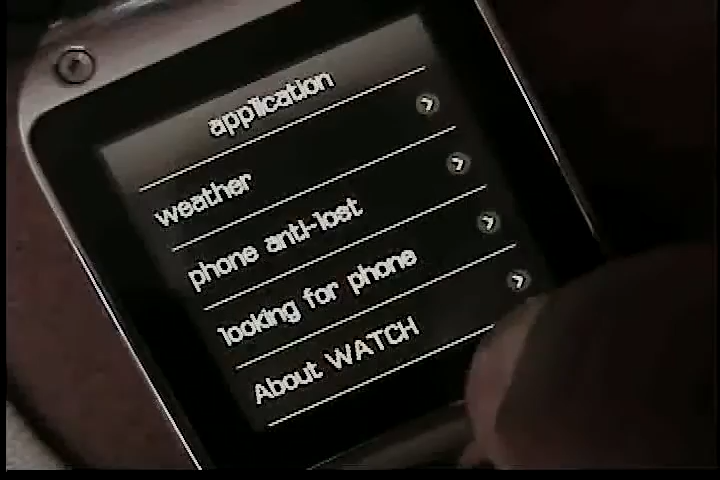 application
weather
phone anti-lost
looking for phone
About WATCH